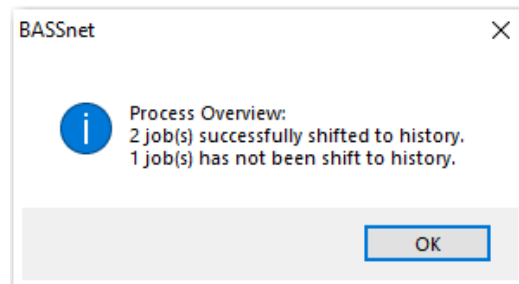 BASSnet
Process Overview:
2 job(s) successfully shifted to history.
1 job(s) has not been shift to history.
OK